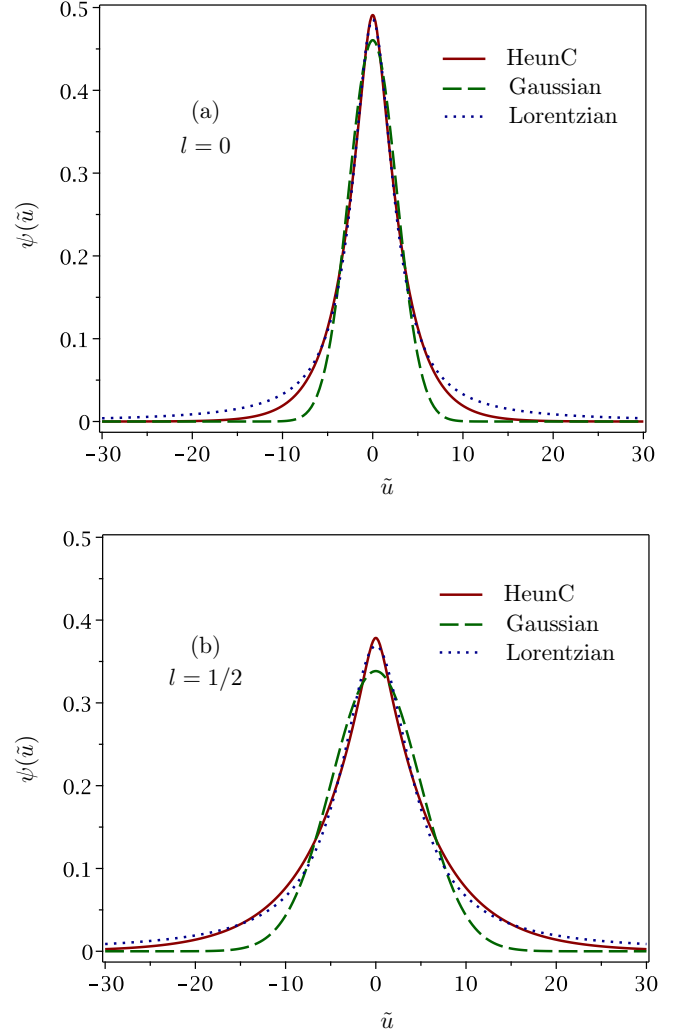 0.5
0.4
0.3
0.2
0.1
0
ψ(ũ)
(a)
l = 0
HeunC
Gaussian
Lorentzian
−30 −20 −10 0 10 20 30
ũ
0.5
0.4
0.3
0.2
0.1
0
ψ(ũ)
(b)
l = 1/2
HeunC
Gaussian
Lorentzian
−30 −20 −10 0 10 20 30
ũ